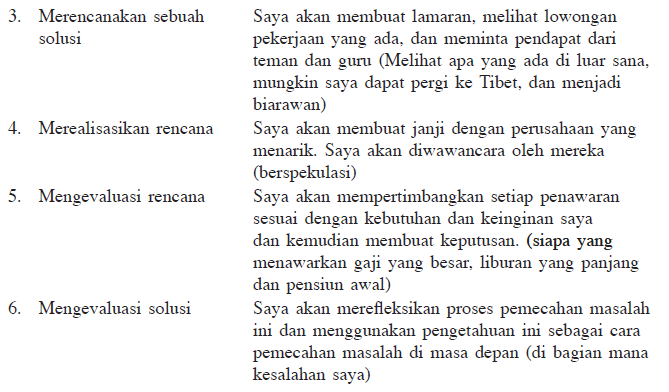 3. Merencanakan sebuah Saya akan membuat lamaran, melihat lowongan
solusi pekerjaan yang ada, dan meminta pendapat dari
teman dan guru (Melihat apa yang ada di luar sana,
mungkin saya dapat pergi ke Tibet, dan menjadi
biarawan)
4. Merealisasikan rencana Saya akan membuat janji dengan perusahaan yang
menarik. Saya akan diwawancara oleh mereka
(berspekulasi)
5. Mengevaluasi rencana Saya akan mempertimbangkan setiap penawaran
sesuai dengan kebutuhan dan keinginan saya
dan kemudian membuat keputusan. (siapa yang
menawarkan gaji yang besar, liburan yang panjang
dan pensiun awal)
6. Mengevaluasi solusi Saya akan merefleksikan proses pemecahan masalah
ini dan menggunakan pengetahuan ini sebagai cara
pemecahan masalah di masa depan (di bagian mana
kesalahan saya)